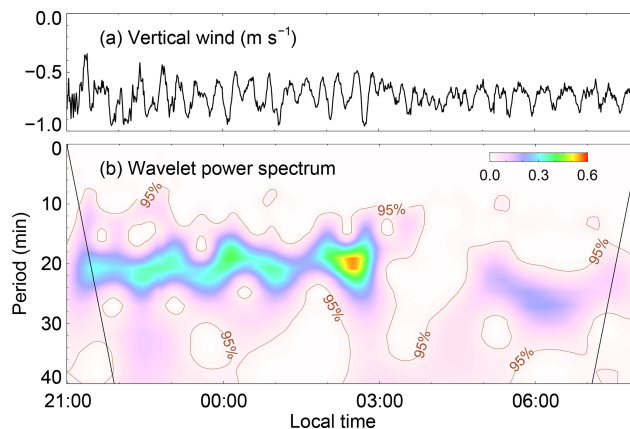 0.0
(a) Vertical wind (m s⁻¹)
−0.5
−1.0
0
(b) Wavelet power spectrum
0.0 0.3 0.6
95%
95%
10
Period (min)
20
95%
30
95%
95%
95%
95%
40
21:00 00:00 03:00 06:00
Local time